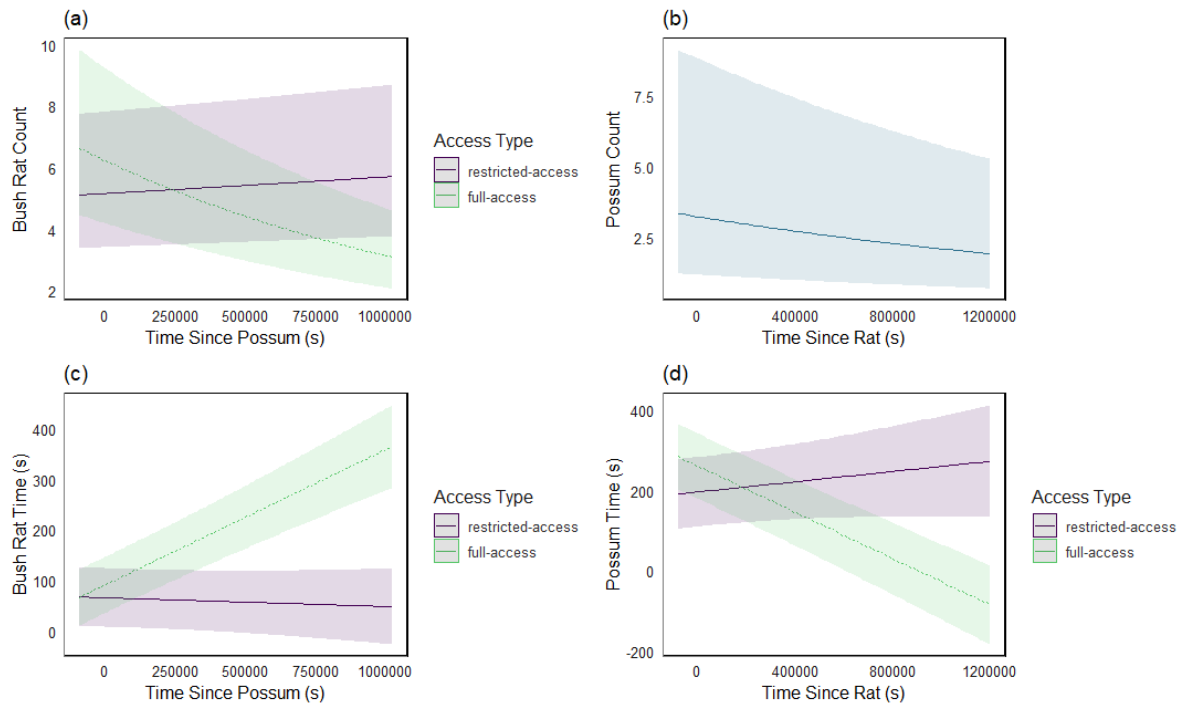 (a)
10
8
6
4
2
Bush Rat Count
0 250000 500000 750000 1000000
Time Since Possum (s)
Access Type
restricted-access
full-access
(b)
7.5
5.0
2.5
Possum Count
0 400000 800000 1200000
Time Since Rat (s)
(c)
400
300
200
100
0
Bush Rat Time (s)
0 250000 500000 750000 1000000
Time Since Possum (s)
Access Type
restricted-access
full-access
(d)
400
200
0
-200
Possum Time (s)
0 400000 800000 1200000
Time Since Rat (s)
Access Type
restricted-access
full-access